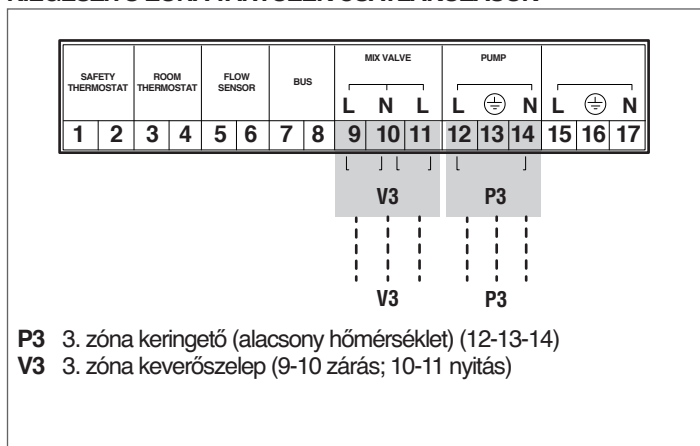 MIX VALVE PUMP
SAFETY THERMOSTAT ROOM THERMOSTAT FLOW SENSOR BUS
L N L L N L N
1 2 3 4 5 6 7 8 9 10 11 12 13 14 15 16 17
V3 P3
V3 P3
P3 3. zóna keringető (alacsony hőmérséklet) (12-13-14)
V3 3. zóna keverőszelep (9-10 zárás; 10-11 nyitás)